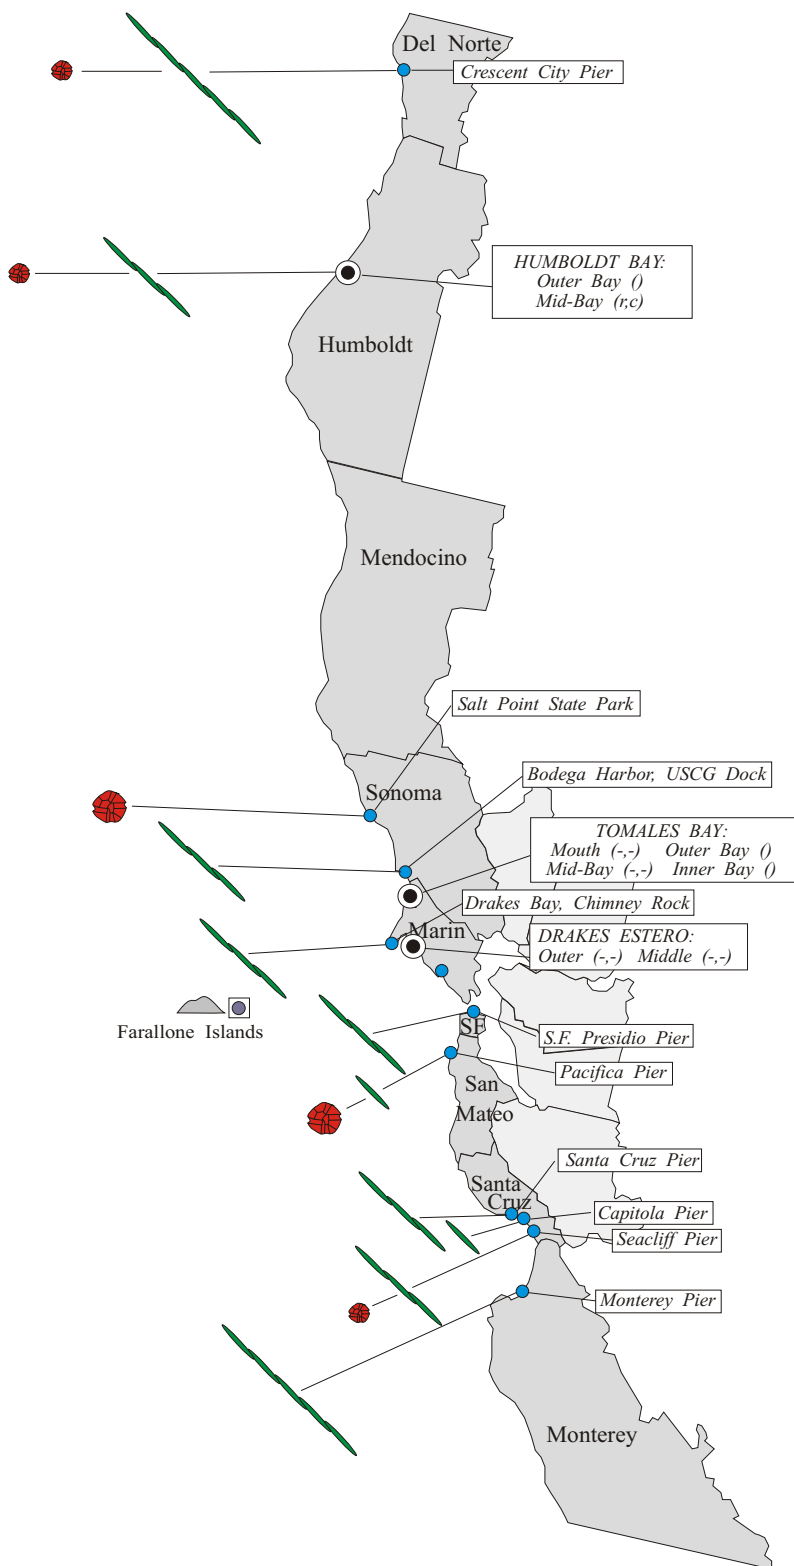 Del Norte
Crescent City Pier
HUMBOLDT BAY:
Outer Bay ()
Mid-Bay (r,c)
Humboldt
Mendocino
Salt Point State Park
Bodega Harbor, USCG Dock
Sonoma
TOMALES BAY:
Mouth (-,-) Outer Bay ()
Mid-Bay (-,-) Inner Bay ()
Drakes Bay, Chimney Rock
Marin
DRAKES ESTERO:
Outer (-,-) Middle (-,-)
Farallone Islands
SF
S.F. Presidio Pier
Pacifica Pier
San
Mateo
Santa Cruz Pier
Santa
Cruz
Capitola Pier
Seacliff Pier
Monterey Pier
Monterey